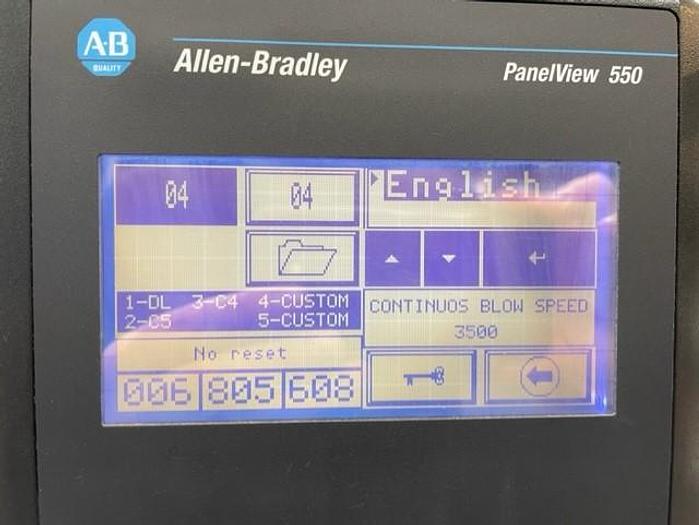 A·B
QUALITY
Allen-Bradley
PanelView 550
04
04
English
1-DL 3-C4 4-CUSTOM
2-C5 5-CUSTOM
CONTINUOS BLOW SPEED
3500
No reset
006 805 608